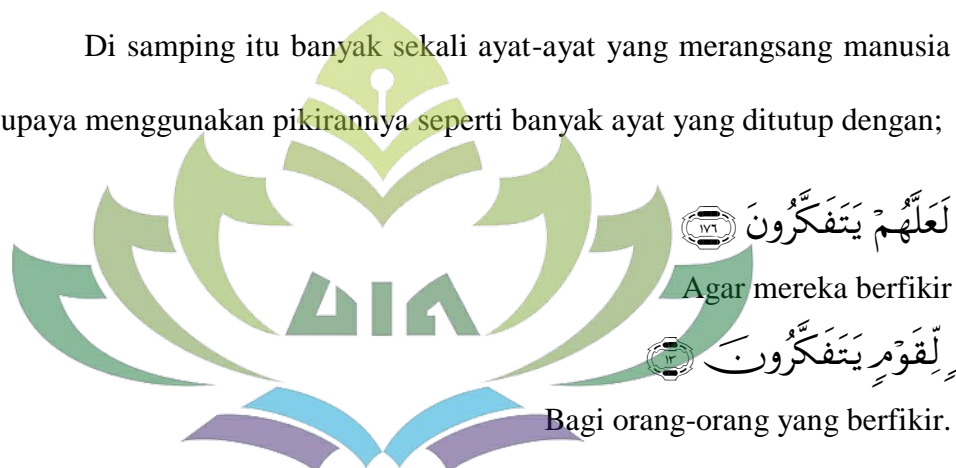 Di samping itu banyak sekali ayat-ayat yang merangsang manusia
upaya menggunakan pikirannya seperti banyak ayat yang ditutup dengan;
لَعَلَّهُمْ يَتَفَكَّرُونَ ١٧٦
Agar mereka berfikir
لِّقَوْمٍ يَتَفَكَّرُونَ ١٣
Bagi orang-orang yang berfikir.
UIN